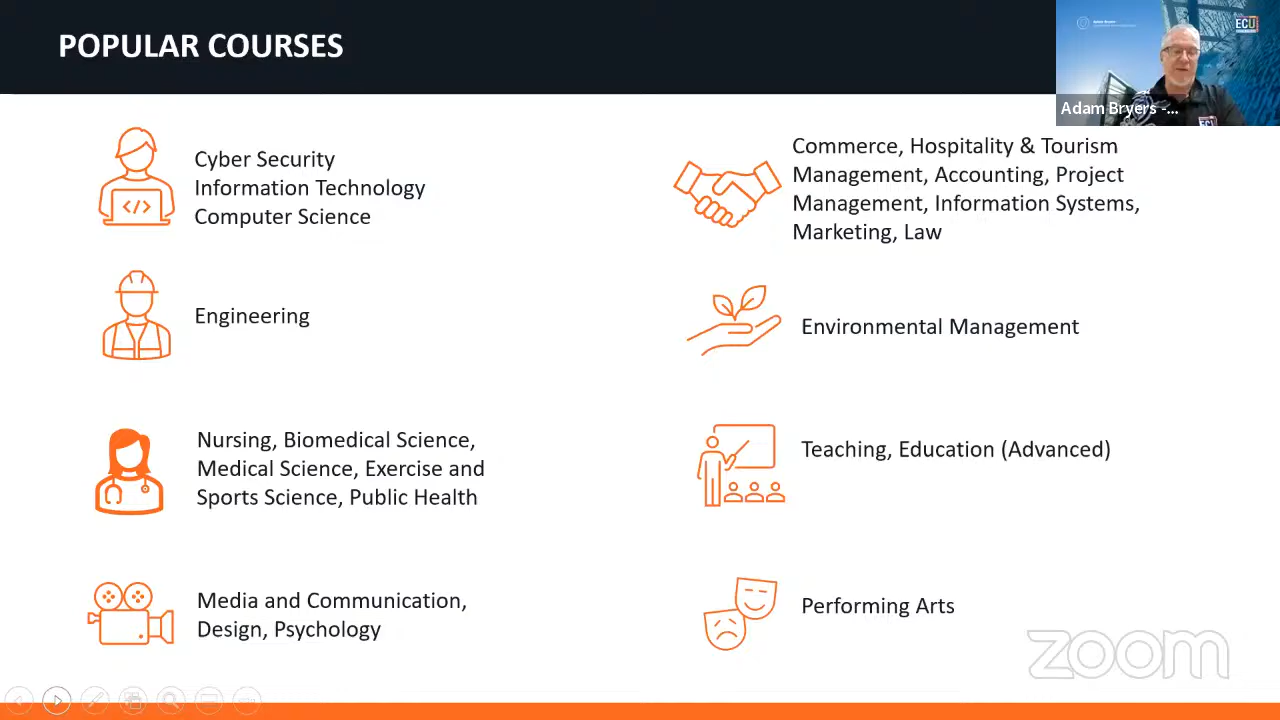 POPULAR COURSES
ECU
Adam Bryers -...
ECU
Cyber Security
Information Technology
Computer Science
Commerce, Hospitality & Tourism
Management, Accounting, Project
Management, Information Systems,
Marketing, Law
Engineering
Environmental Management
Nursing, Biomedical Science,
Medical Science, Exercise and
Sports Science, Public Health
Teaching, Education (Advanced)
Media and Communication,
Design, Psychology
Performing Arts
zoom